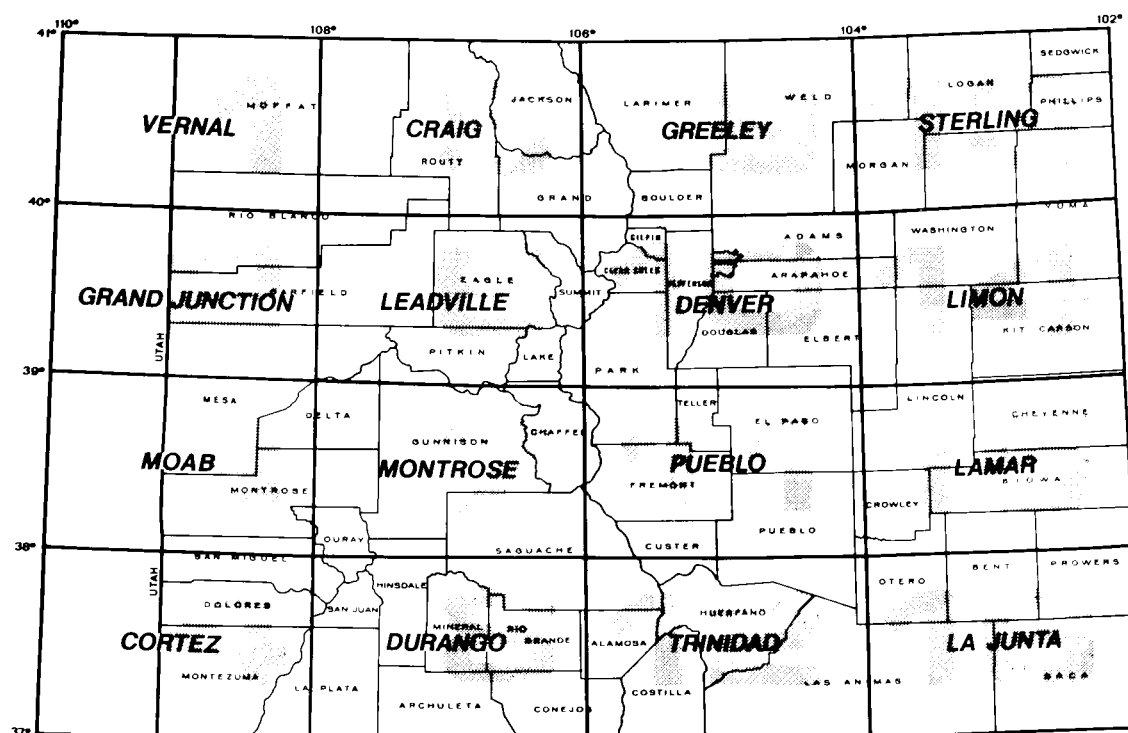 110°
108°
106°
104°
102°
41°
SEDGWICK
LOGAN
PHILLIPS
MOFFAT
JACKSON
LARIMER
WELD
VERNAL
CRAIG
GREELEY
STERLING
ROUTT
MORGAN
GRAND
BOULDER
40°
YUMA
RIO BLANCO
WASHINGTON
GILPIN
ADAMS
CLEAR CREEK
ARAPAHOE
EAGLE
JEFFERSON
SUMMIT
GRAND JUNCTION
LEADVILLE
DENVER
LIMON
KIT CARSON
DOUGLAS
ELBERT
UTAH
PITKIN
LAKE
PARK
39°
MESA
DELTA
TELLER
LINCOLN
CHEYENNE
EL PASO
GUNNISON
CHAFFEE
MOAB
MONTROSE
PUEBLO
LAMAR
MONTROSE
FREMONT
KIOWA
CROWLEY
PUEBLO
OURAY
38°
SAN MIGUEL
SAGUACHE
CUSTER
UTAH
HINSDALE
OTERO
BENT
PROWERS
DOLORES
SAN JUAN
HUERFANO
MINERAL
RIO
GRANDE
ALAMOSA
CORTEZ
DURANGO
TRINIDAD
LA JUNTA
MONTEZUMA
LA PLATA
LAS ANIMAS
BACA
COSTILLA
ARCHULETA
CONEJOS
37°